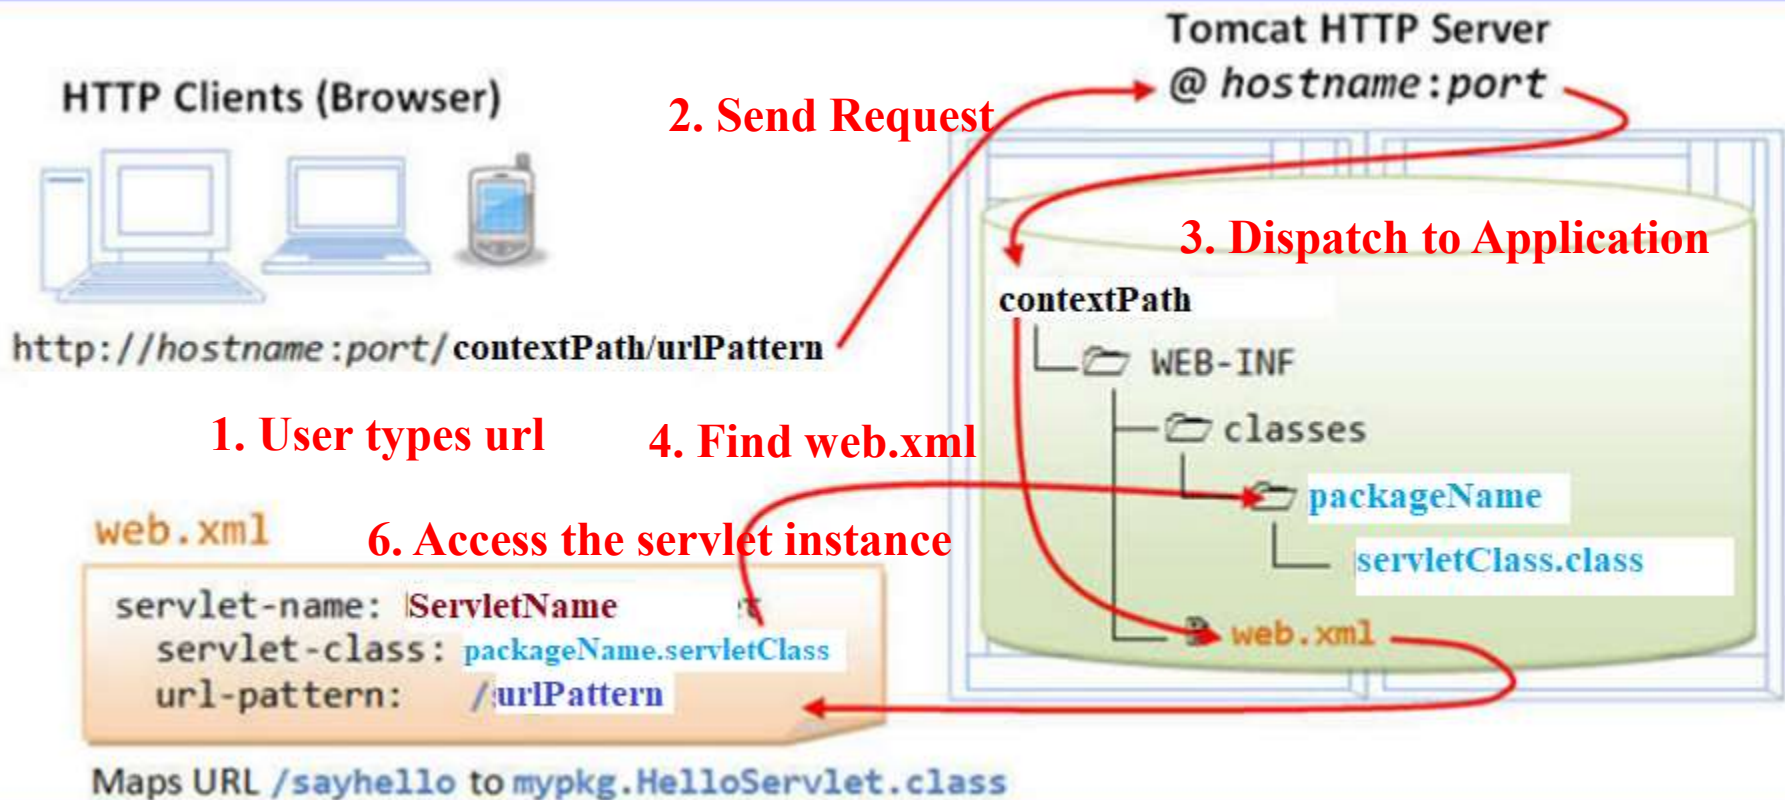 Tomcat HTTP Server
@ hostname:port
HTTP Clients (Browser)
2. Send Request
3. Dispatch to Application
contextPath
http://hostname:port/contextPath/urlPattern
WEB-INF
1. User types url
4. Find web.xml
classes
packageName
web.xml
6. Access the servlet instance
servletClass.class
servlet-name: ServletName
web.xml
servlet-class: packageName.servletClass
url-pattern: /urlPattern
Maps URL /sayhello to mypkg.HelloServlet.class